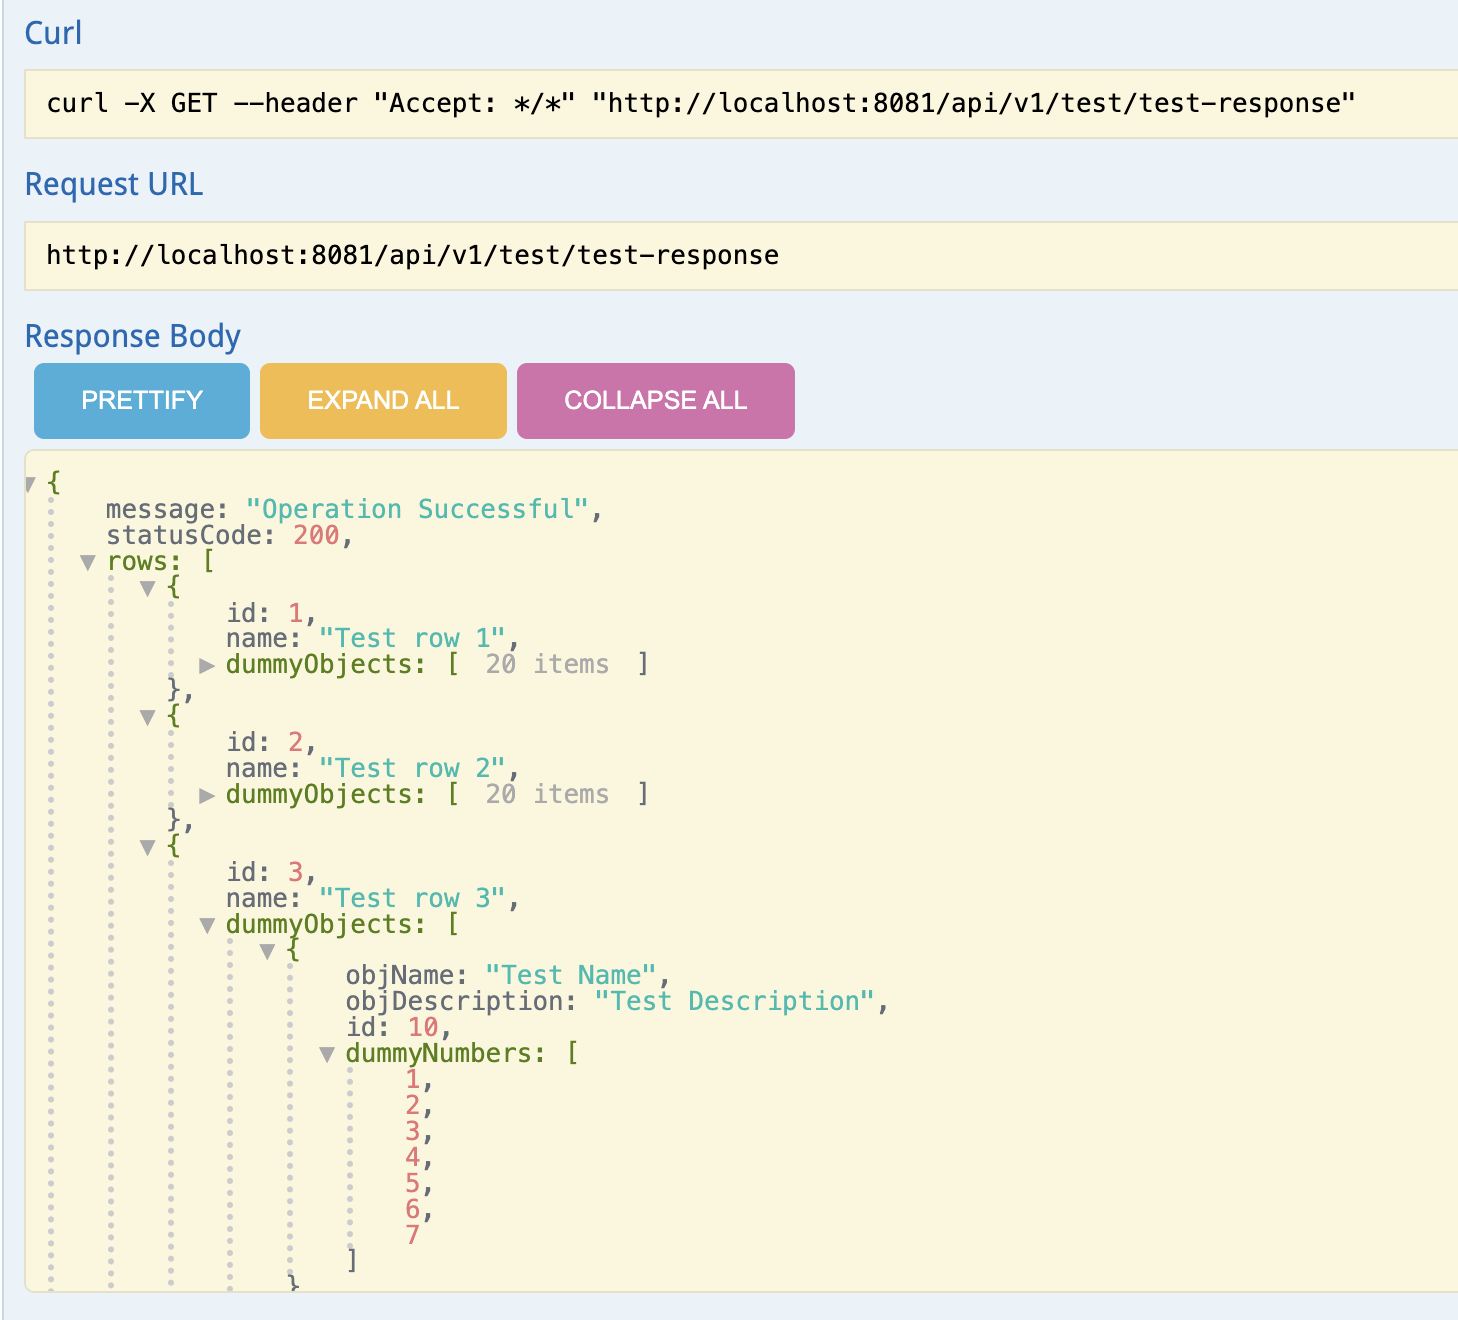 Curl
curl -X GET --header "Accept: */*" "http://localhost:8081/api/v1/test/test-response"
Request URL
http://localhost:8081/api/v1/test/test-response
Response Body
PRETTIFY EXPAND ALL COLLAPSE ALL
{
message: "Operation Successful",
statusCode: 200,
rows: [
{
id: 1,
name: "Test row 1",
dummyObjects: [ 20 items ]
},
{
id: 2,
name: "Test row 2",
dummyObjects: [ 20 items ]
},
{
id: 3,
name: "Test row 3",
dummyObjects: [
{
objName: "Test Name",
objDescription: "Test Description",
id: 10,
dummyNumbers: [
1,
2,
3,
4,
5,
6,
7
]
}